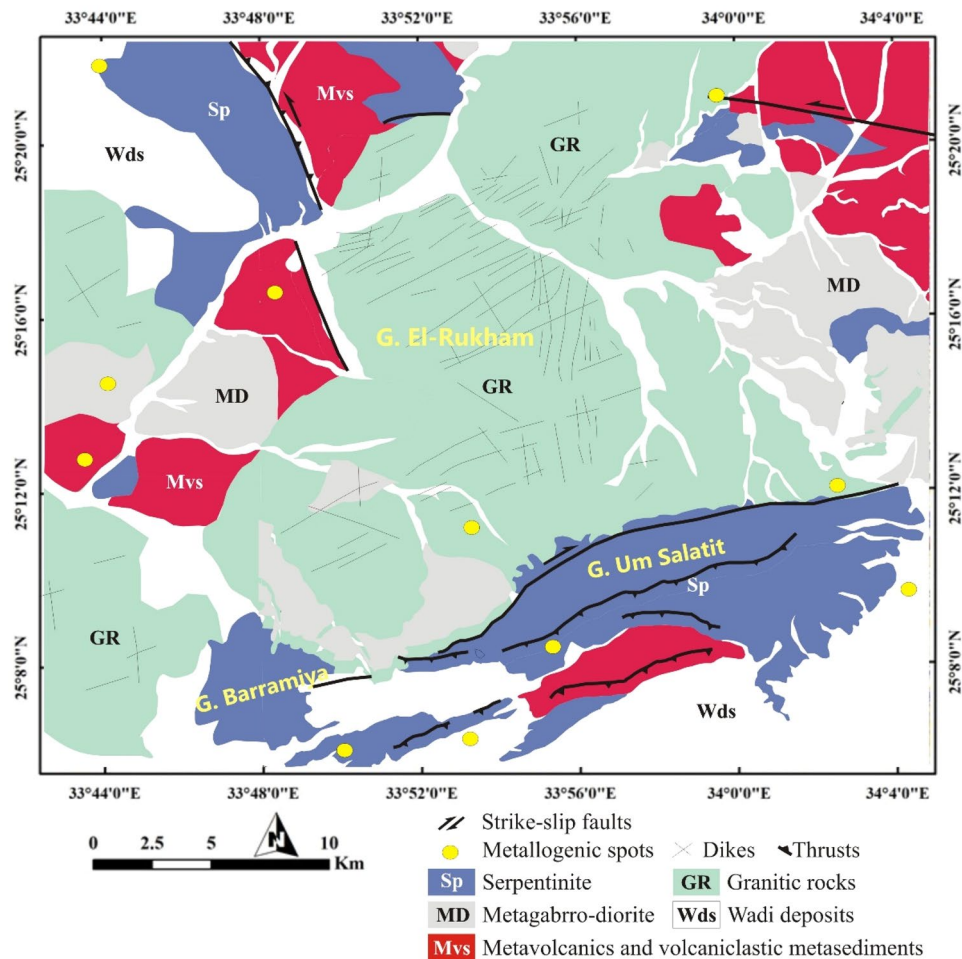 33°44'0"E 33°48'0"E 33°52'0"E 33°56'0"E 34°0'0"E 34°4'0"E
Sp
Mvs
Wds
GR
25°20'0"N
25°20'0"N
MD
25°16'0"N
25°16'0"N
G. El-Rukham
GR
MD
Mvs
25°12'0"N
25°12'0"N
G. Um Salatit
Sp
GR
25°8'0"N
25°8'0"N
G. Barramiya
Wds
33°44'0"E 33°48'0"E 33°52'0"E 33°56'0"E 34°0'0"E 34°4'0"E
0 2.5 5 10
Km
N
Strike-slip faults
Metallogenic spots Dikes Thrusts
Sp Serpentinite GR Granitic rocks
MD Metagabrro-diorite Wds Wadi deposits
Mvs Metavolcanics and volcaniclastic metasediments